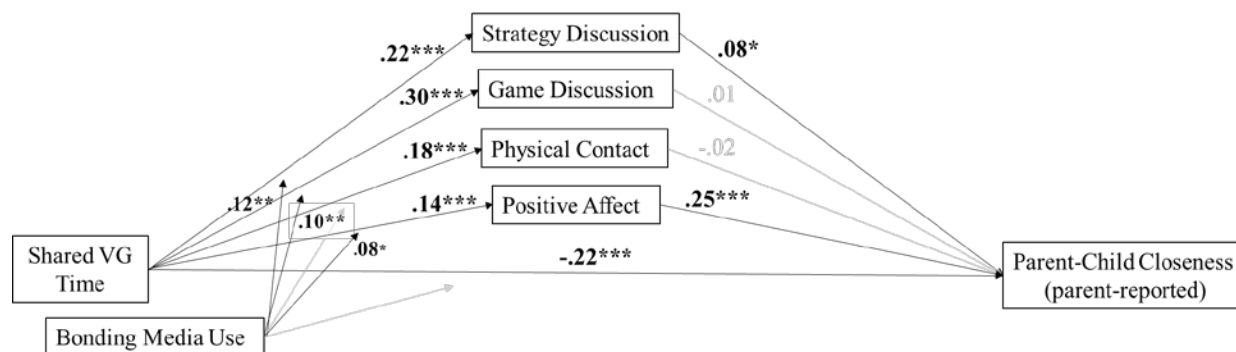 Strategy Discussion
.22***
.08*
Game Discussion
.30***
.01
Physical Contact
.18***
-.02
Positive Affect
.14***
.25***
.12**
.10**
.08*
-.22***
Shared VG
Time
Parent-Child Closeness
(parent-reported)
Bonding Media Use